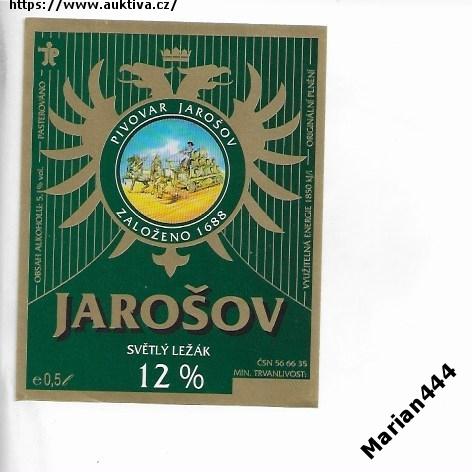 https://www.auktiva.cz/
PIVOVAR JAROŠOV
ZALOŽENO 1688
OBSAH ALKOHOLU: 5,1% vol. – PASTEROVÁNO
VYUŽITELNÁ ENERGIE 1850 kJ/l – ORIGINÁLNÍ PLNĚNÍ
JAROŠOV
SVĚTLÝ LEŽÁK
12 %
ČSN 56 66 35
MIN. TRVANLIVOST:
e 0,5 l
Marian444